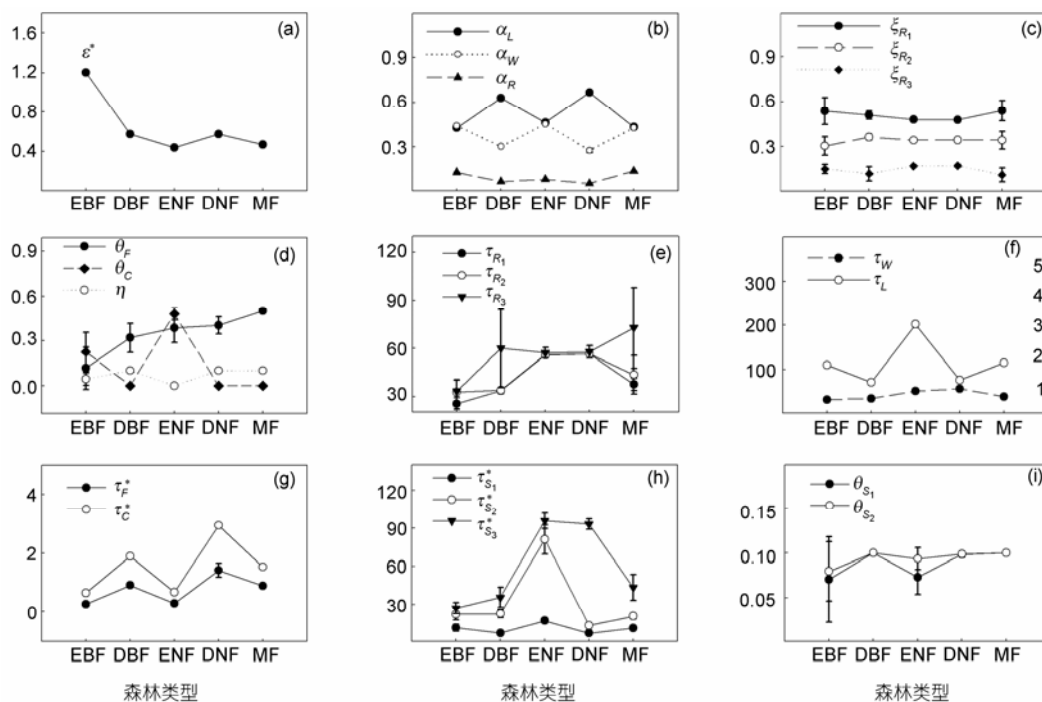 (a)
ε*
1.6
1.2
0.8
0.4
EBF DBF ENF DNF MF
(b)
α_L
α_W
α_R
0.9
0.6
0.3
EBF DBF ENF DNF MF
(c)
ξ_R1
ξ_R2
ξ_R3
0.9
0.6
0.3
EBF DBF ENF DNF MF
(d)
θ_F
θ_C
η
0.9
0.6
0.3
0.0
EBF DBF ENF DNF MF
(e)
τ_R1
τ_R2
τ_R3
120
90
60
30
EBF DBF ENF DNF MF
(f)
τ_W
τ_L
300
200
100
5
4
3
2
1
EBF DBF ENF DNF MF
(g)
τ*_F
τ*_C
4
2
0
EBF DBF ENF DNF MF
森林类型
(h)
τ*_S1
τ*_S2
τ*_S3
120
90
60
30
EBF DBF ENF DNF MF
森林类型
(i)
θ_S1
θ_S2
0.15
0.10
0.05
EBF DBF ENF DNF MF
森林类型